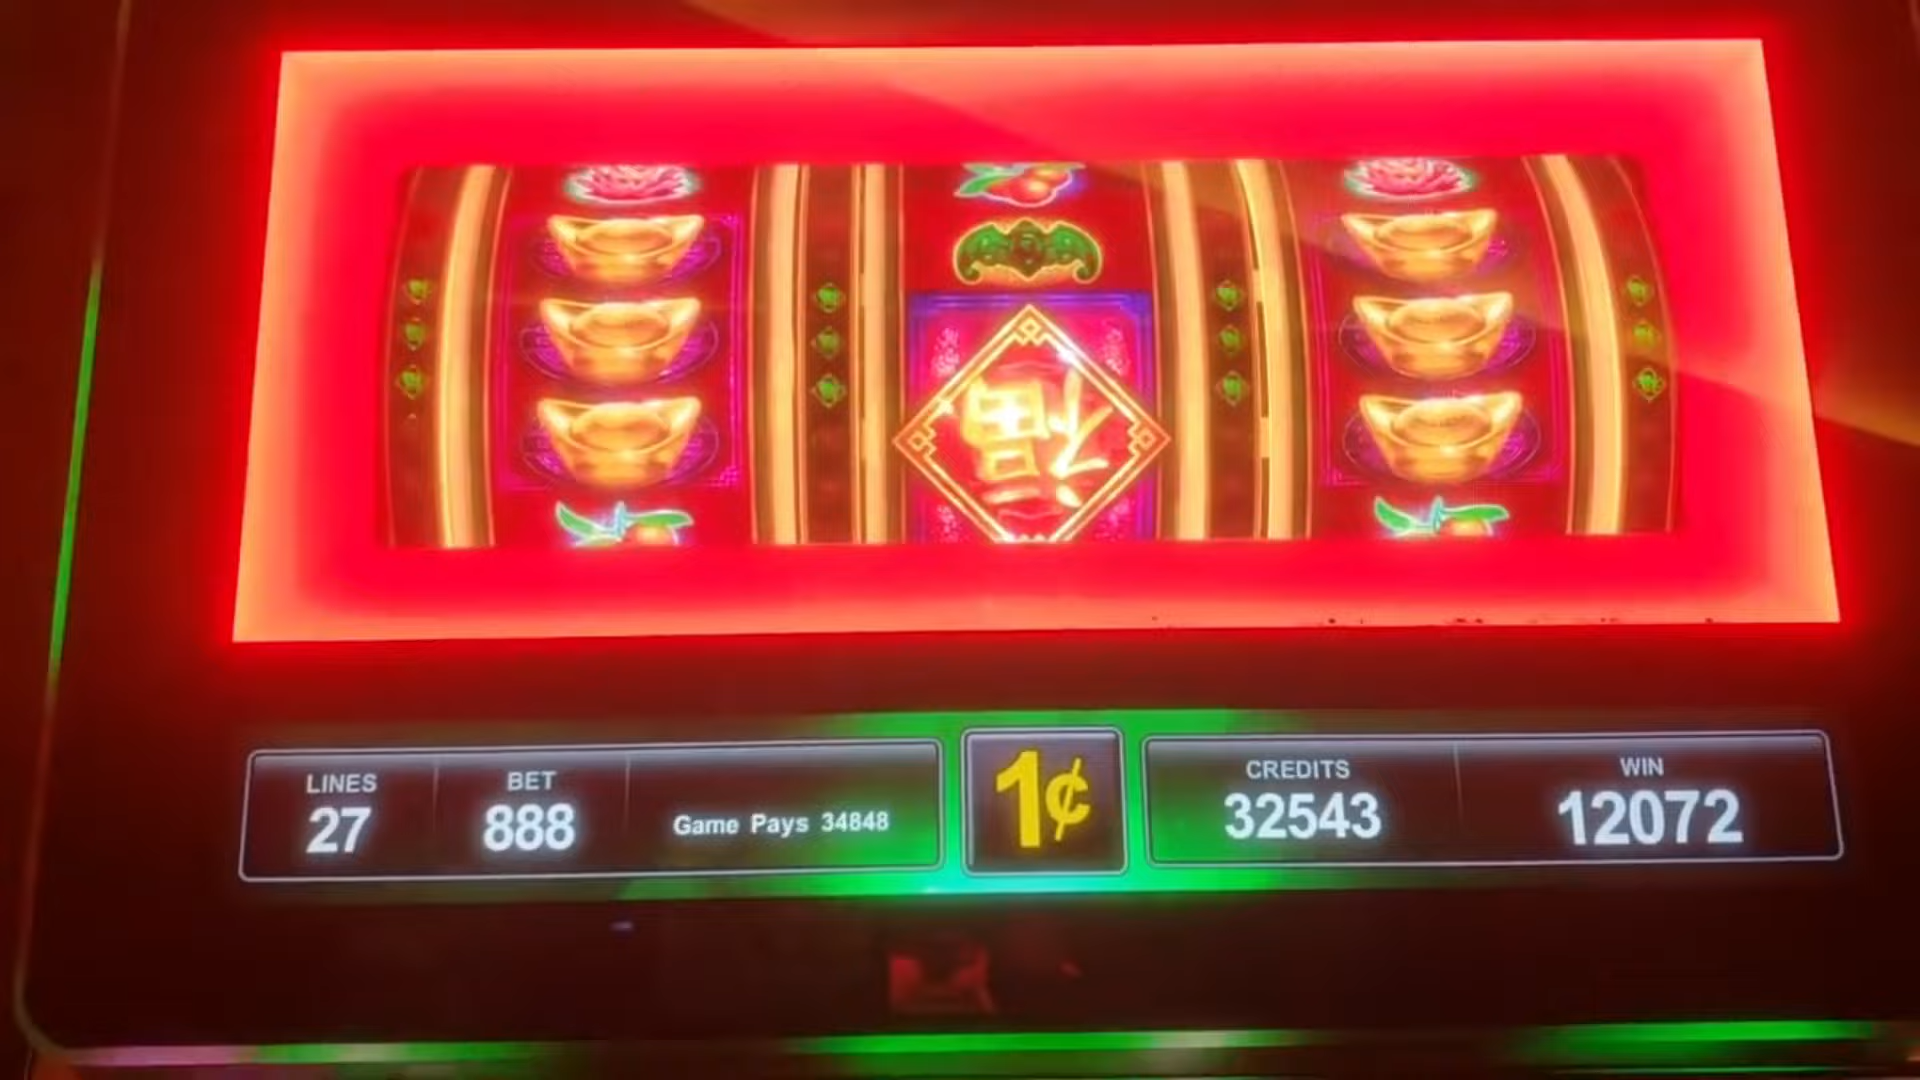 福
LINES
27
BET
888
Game Pays 34848
1¢
CREDITS
32543
WIN
12072